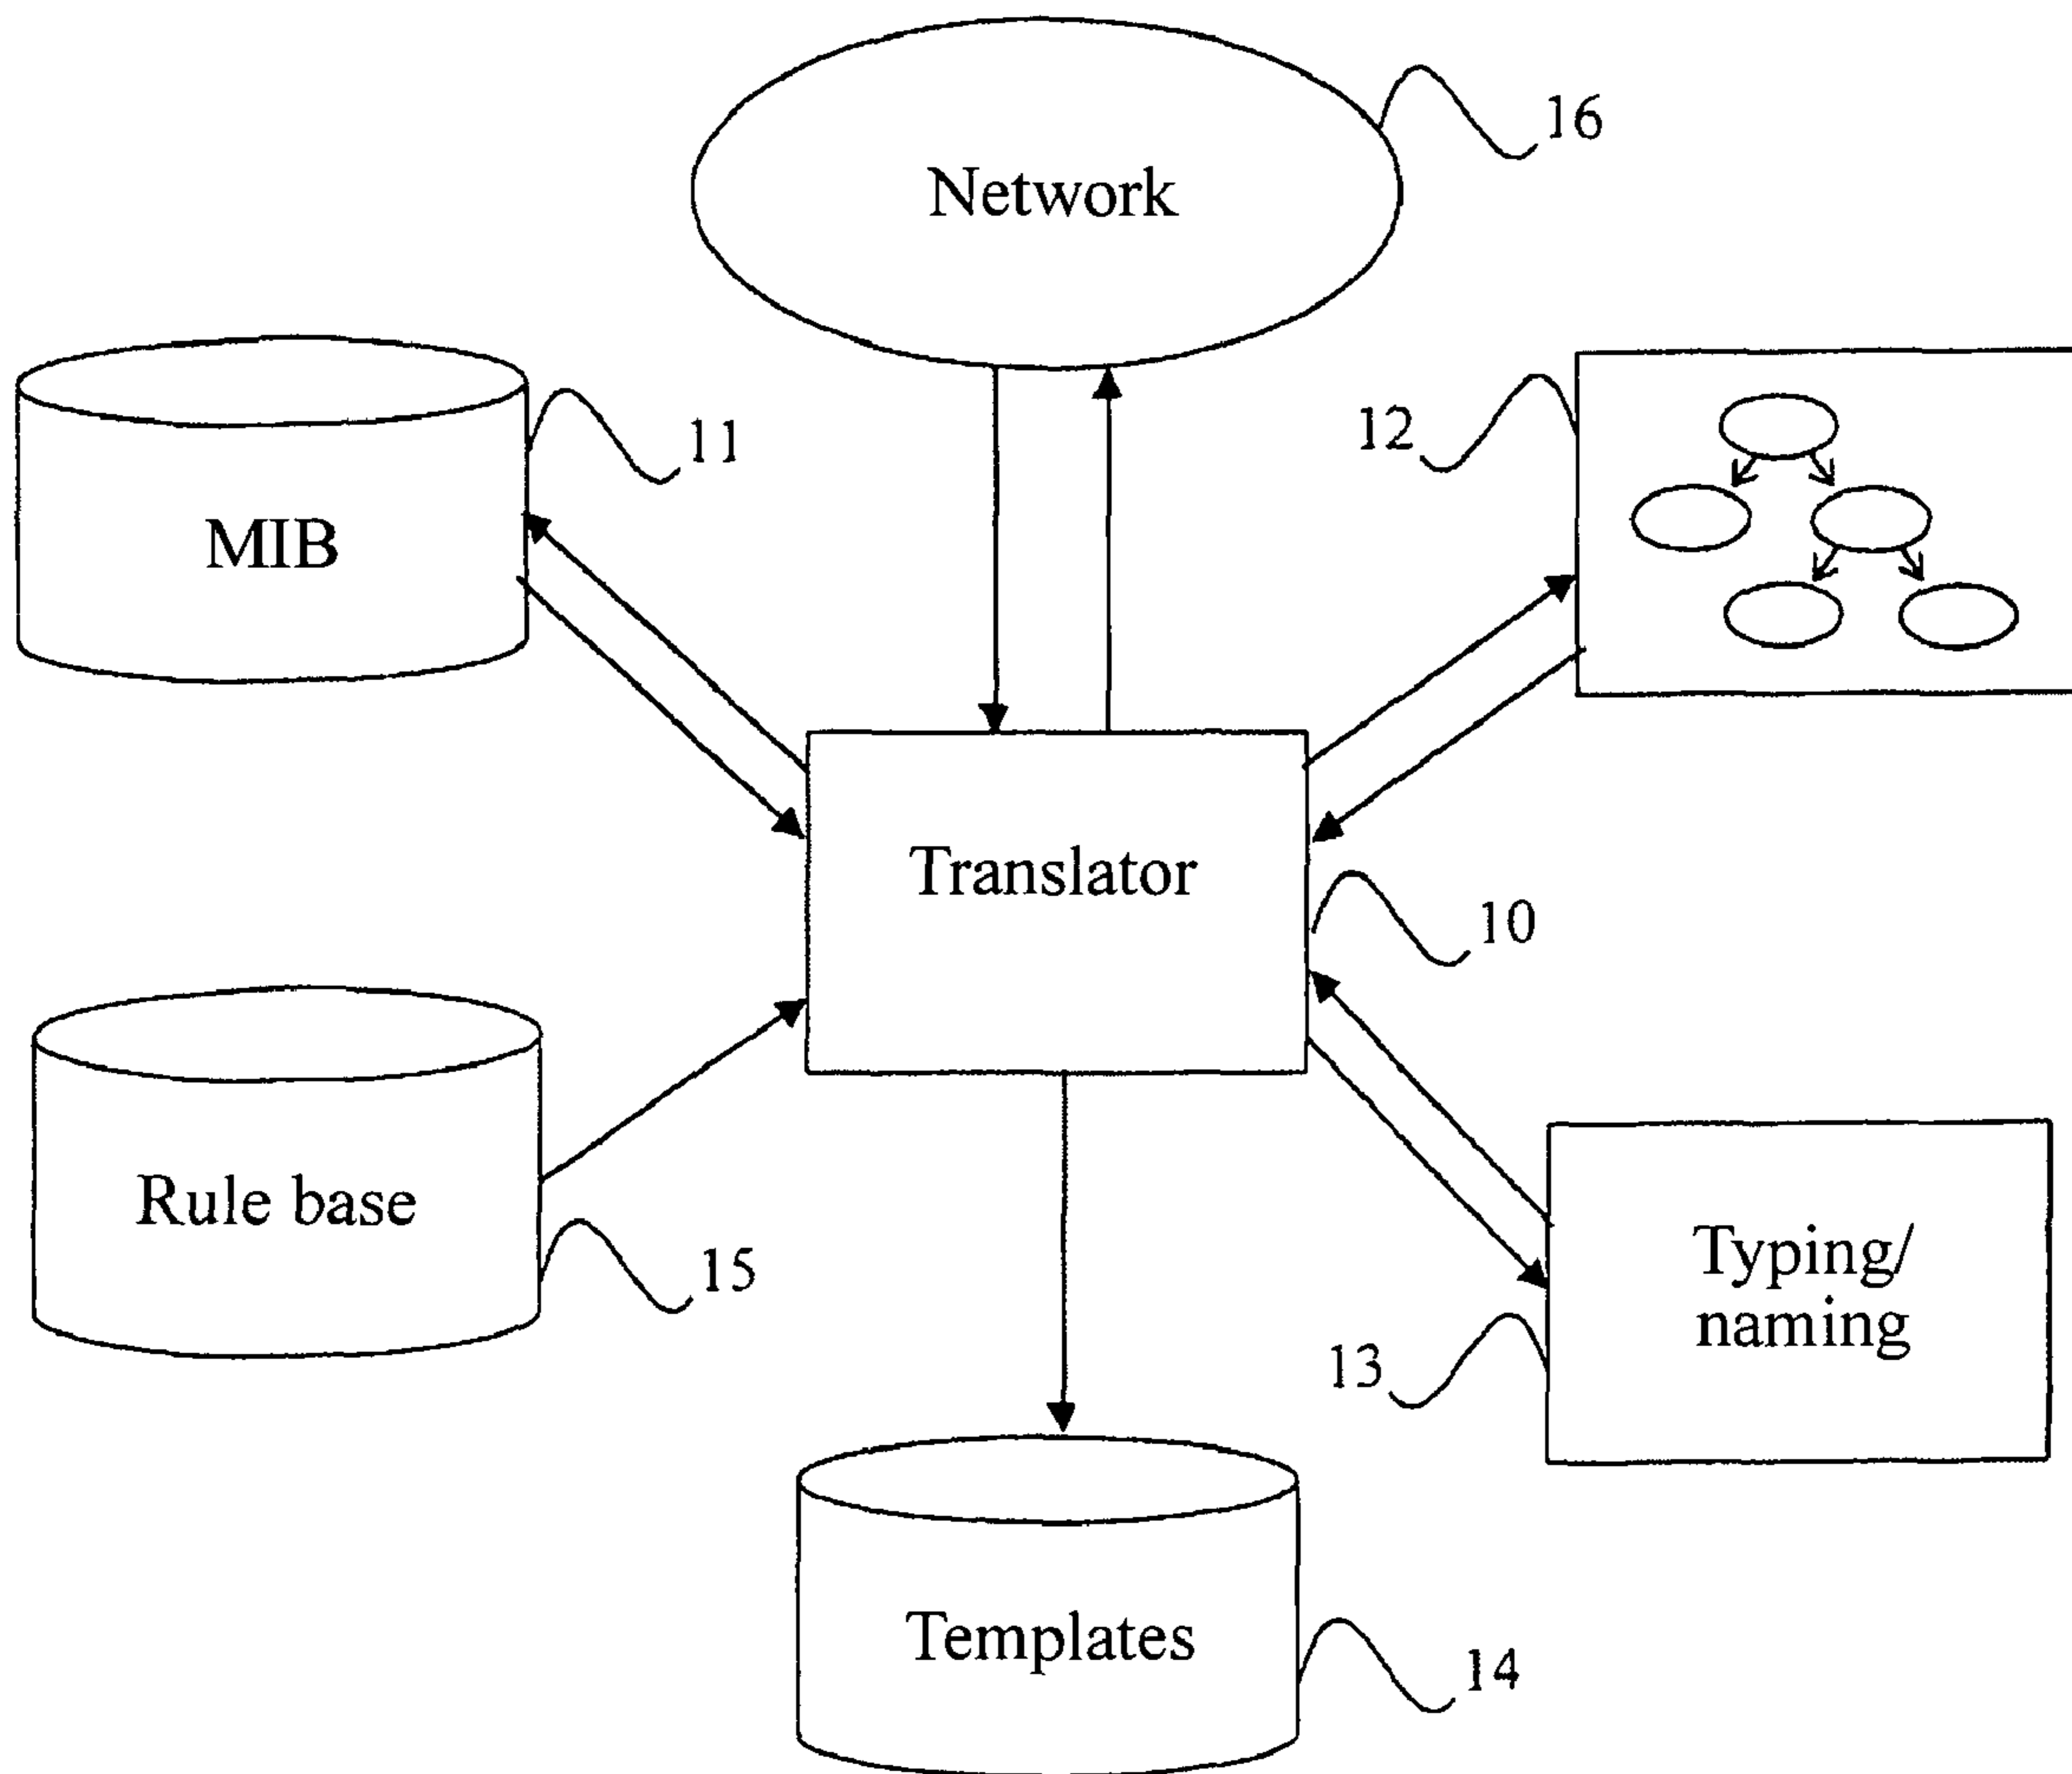 Network
16
11
12
MIB
Translator
10
Rule base
15
Typing/
naming
13
Templates
14